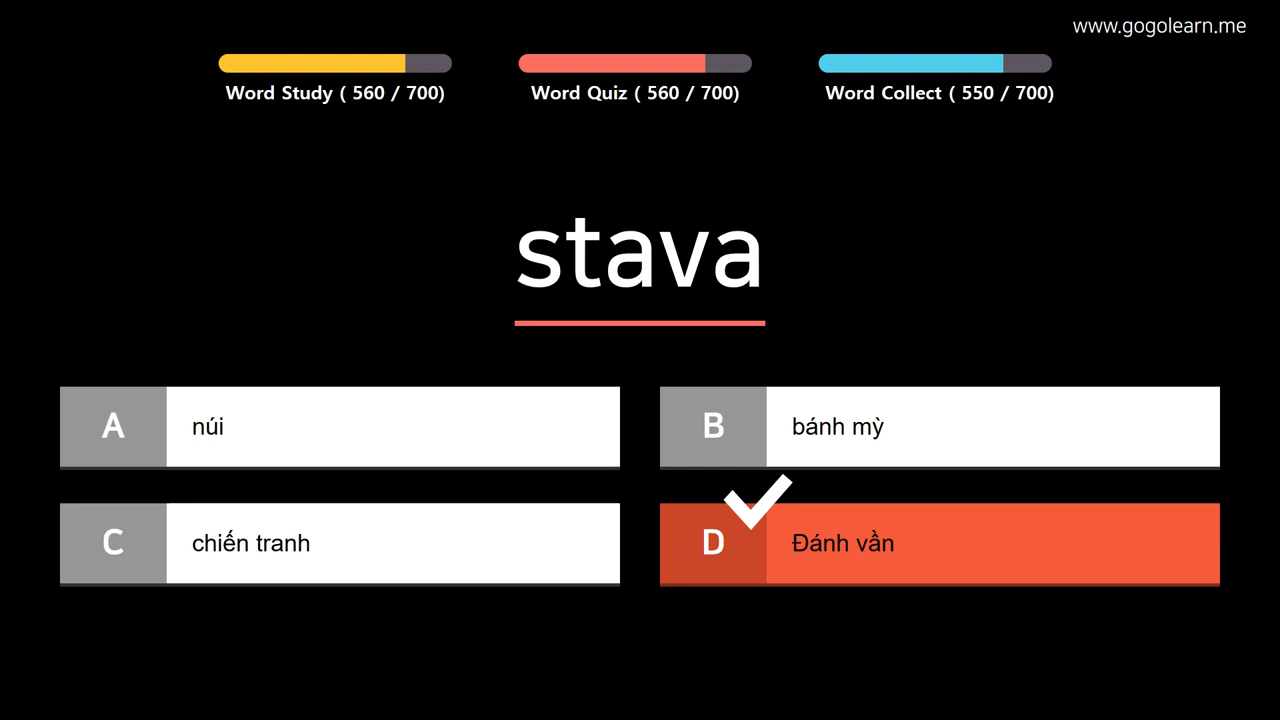 www.gogolearn.me
Word Study ( 560 / 700)
Word Quiz ( 560 / 700)
Word Collect ( 550 / 700)
stava
A
núi
B
bánh mỳ
C
chiến tranh
D
Đánh vần